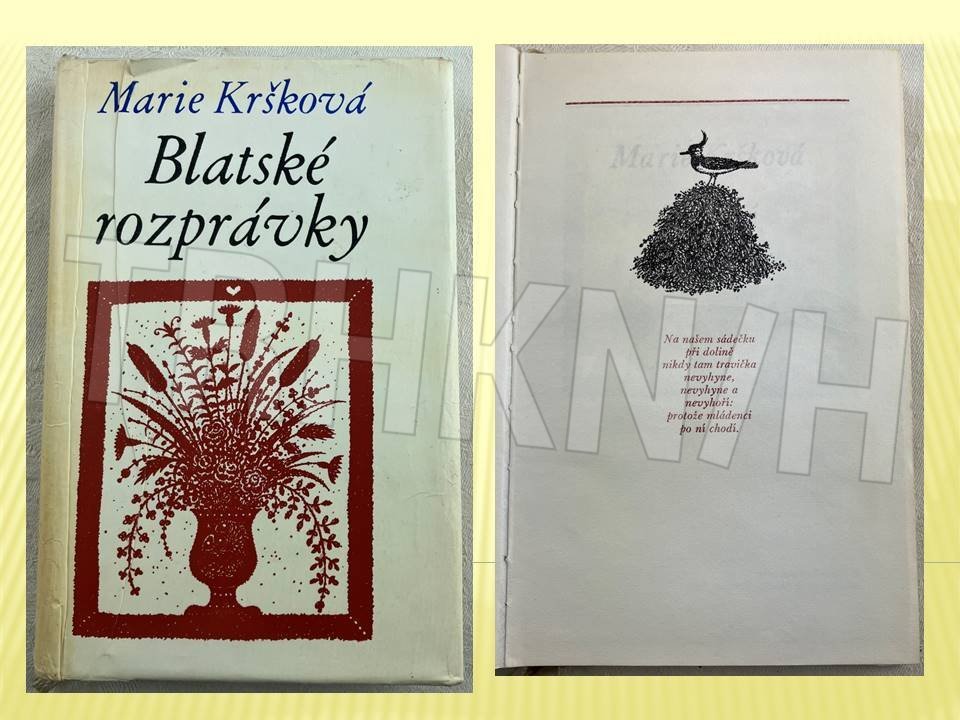 Marie Kršková
Blatské
rozprávky
Marie Kršková
Na našem sádečku
při dolině
nikdy tam travička
nevyhyne,
nevyhyne a
nevyhoří:
protože mládenci
po ní chodí.
TRHKNIH